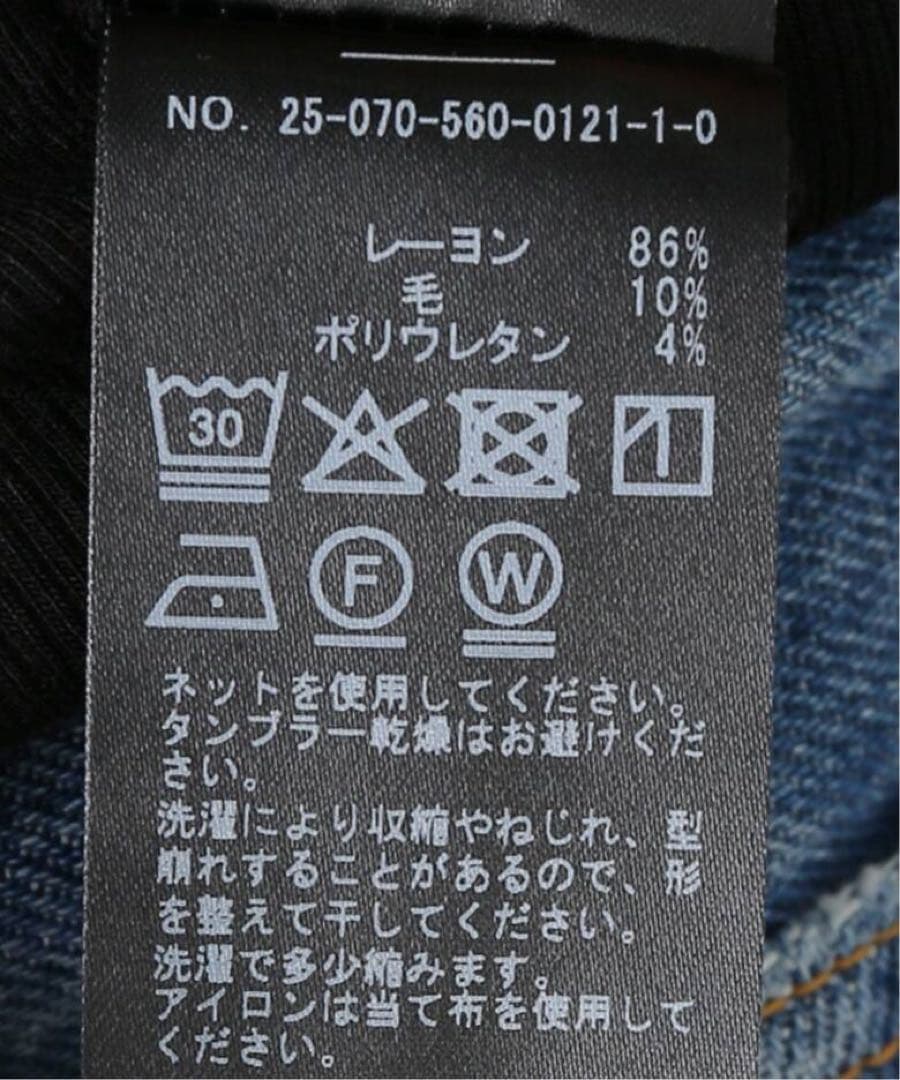 NO. 25-070-560-0121-1-0
レーヨン 86%
毛 10%
ポリウレタン 4%
30
F W
ネットを使用してください。
タンブラー乾燥はお避けくだ
さい。
洗濯により収縮やねじれ、型
崩れすることがあるので、形
を整えて干してください。
洗濯で多少縮みます。
アイロンは当て布を使用して
ください。